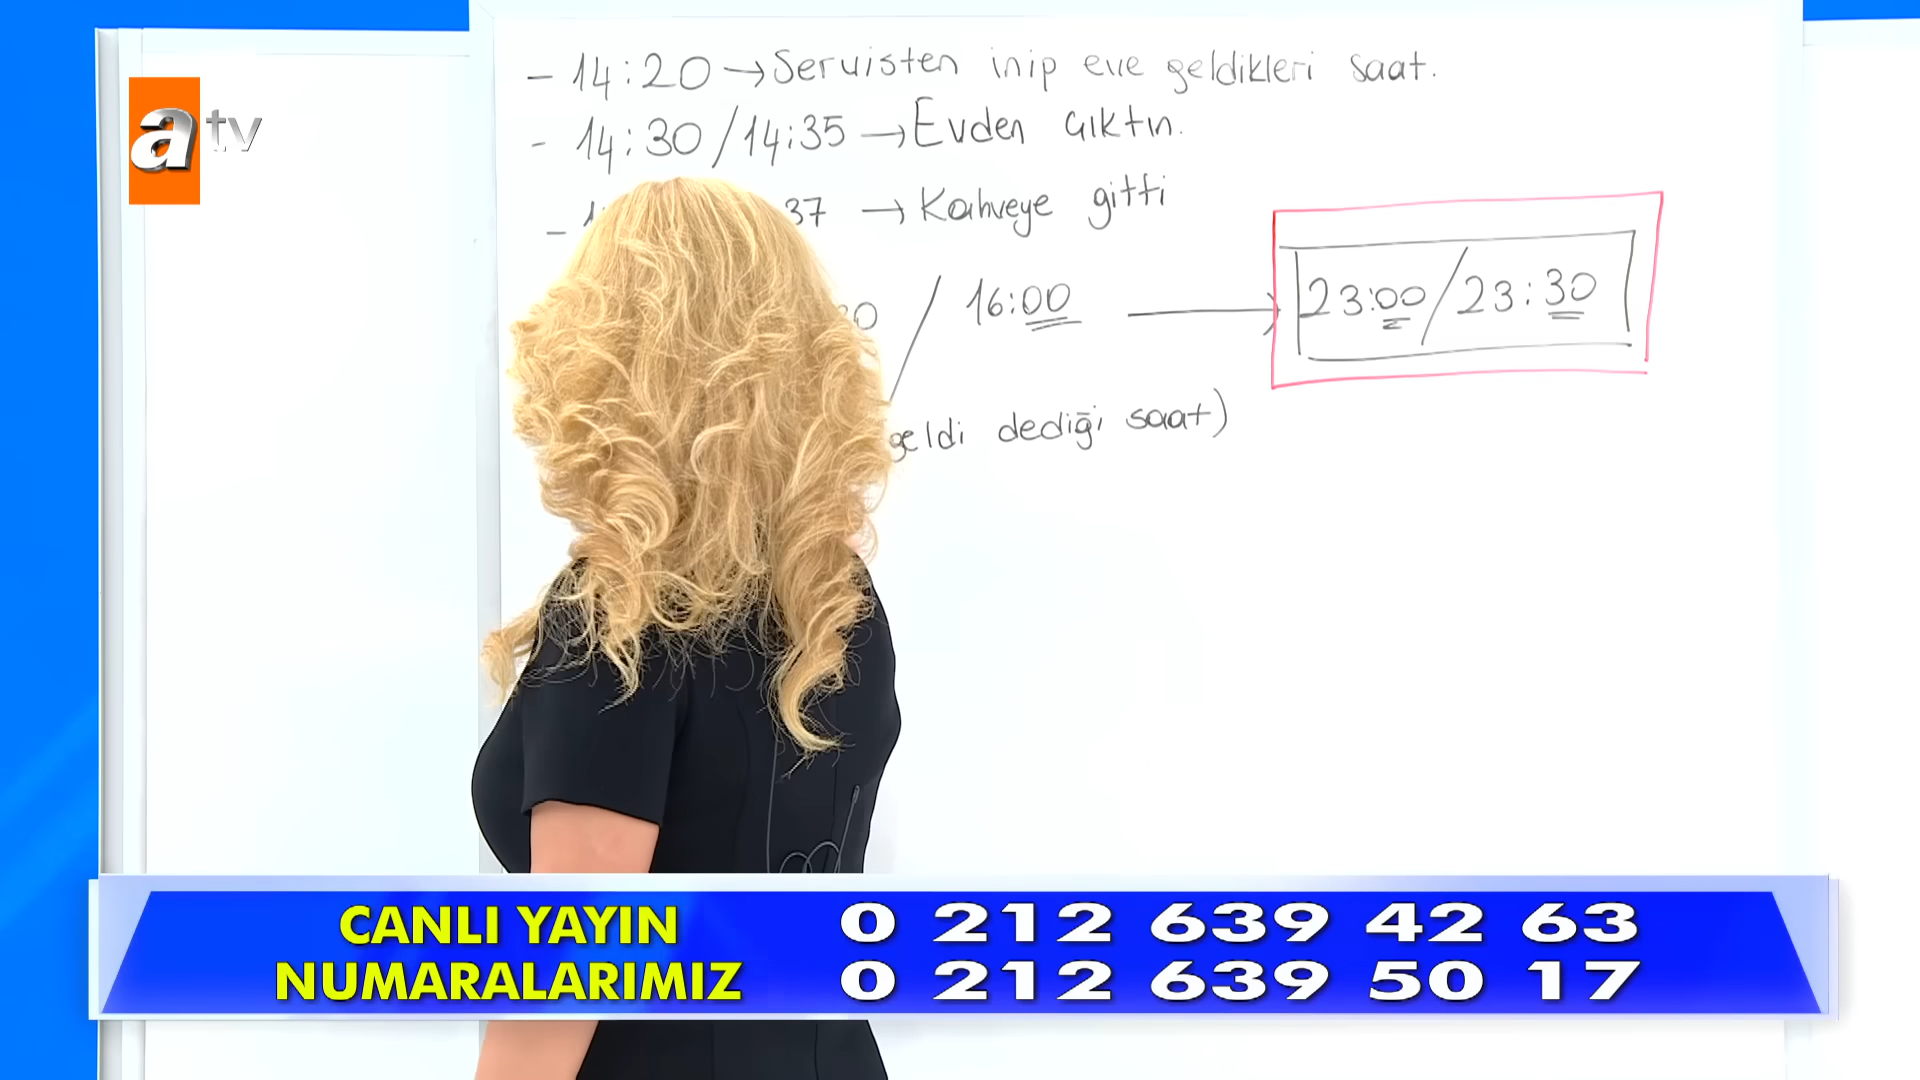 - 14:20 → Servisten inip eve geldikleri saat.
atv
- 14:30 / 14:35 → Evden çıktın.
- 37 → Kahveye gitti
/ 16:00 → 23:00 / 23:30
geldi dediği saat)
CANLI YAYIN 0 212 639 42 63
NUMARALARIMIZ 0 212 639 50 17